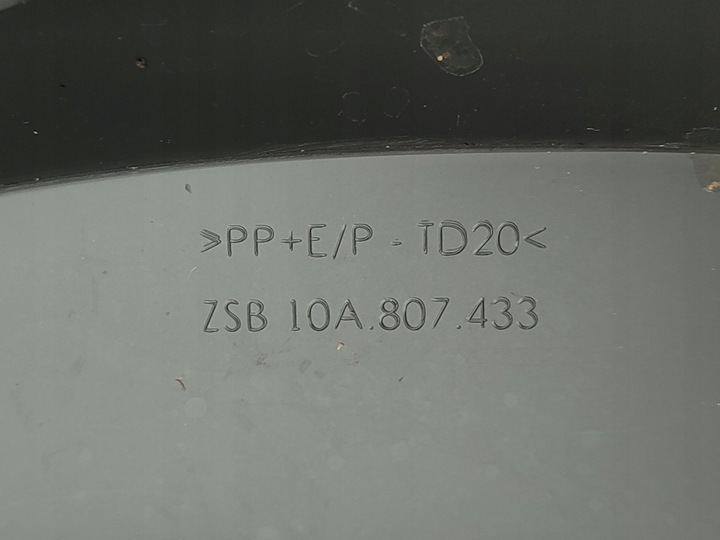 >PP+E/P - TD20<
ZSB 10A.807.433